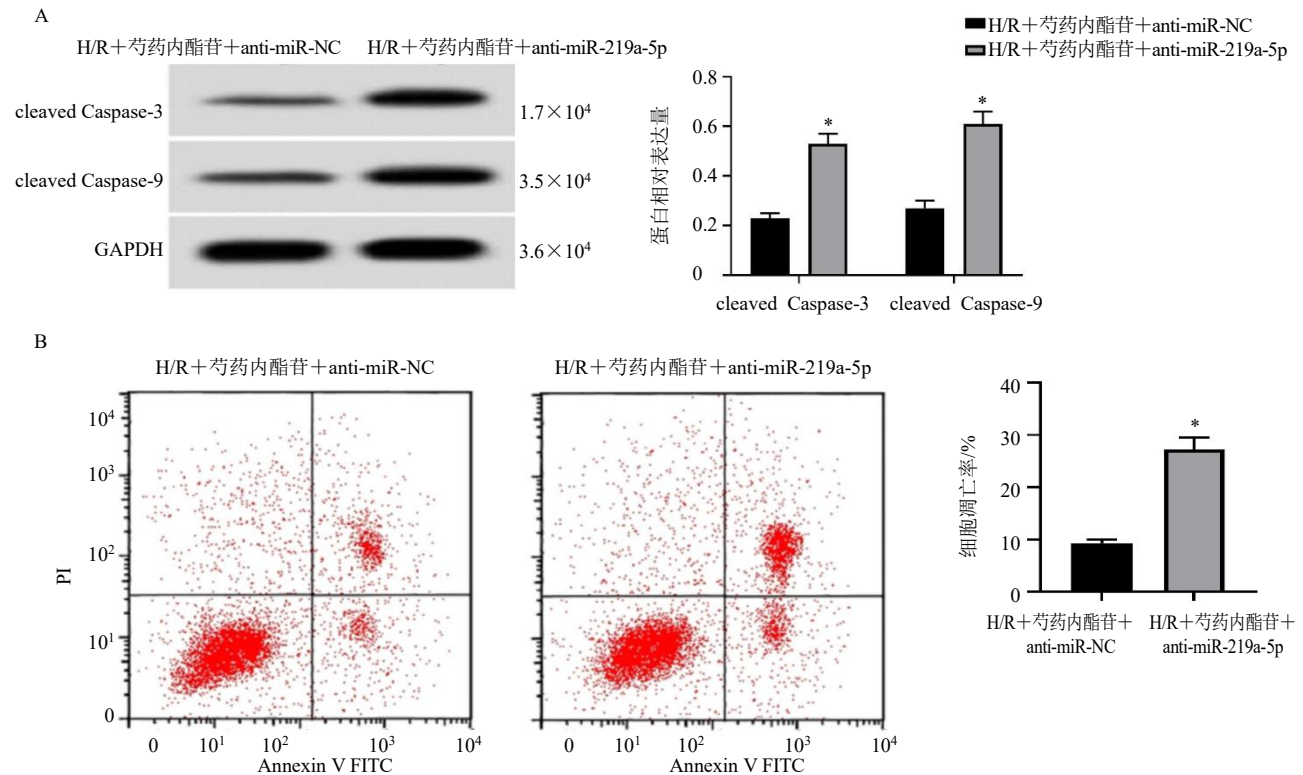 A
H/R＋芍药内酯苷＋anti-miR-NC H/R＋芍药内酯苷＋anti-miR-219a-5p
cleaved Caspase-3
1.7×10⁴
cleaved Caspase-9
3.5×10⁴
GAPDH
3.6×10⁴
H/R＋芍药内酯苷＋anti-miR-NC
H/R＋芍药内酯苷＋anti-miR-219a-5p
蛋白相对表达量
0.8
0.6
0.4
0.2
0
* *
cleaved Caspase-3 cleaved Caspase-9
B
H/R＋芍药内酯苷＋anti-miR-NC
PI
10⁴
10³
10²
10¹
0
0 10¹ 10² 10³ 10⁴
Annexin V FITC
H/R＋芍药内酯苷＋anti-miR-219a-5p
0 10¹ 10² 10³ 10⁴
Annexin V FITC
细胞凋亡率/%
40
30
20
10
0
*
H/R＋芍药内酯苷＋
anti-miR-NC
H/R＋芍药内酯苷＋
anti-miR-219a-5p